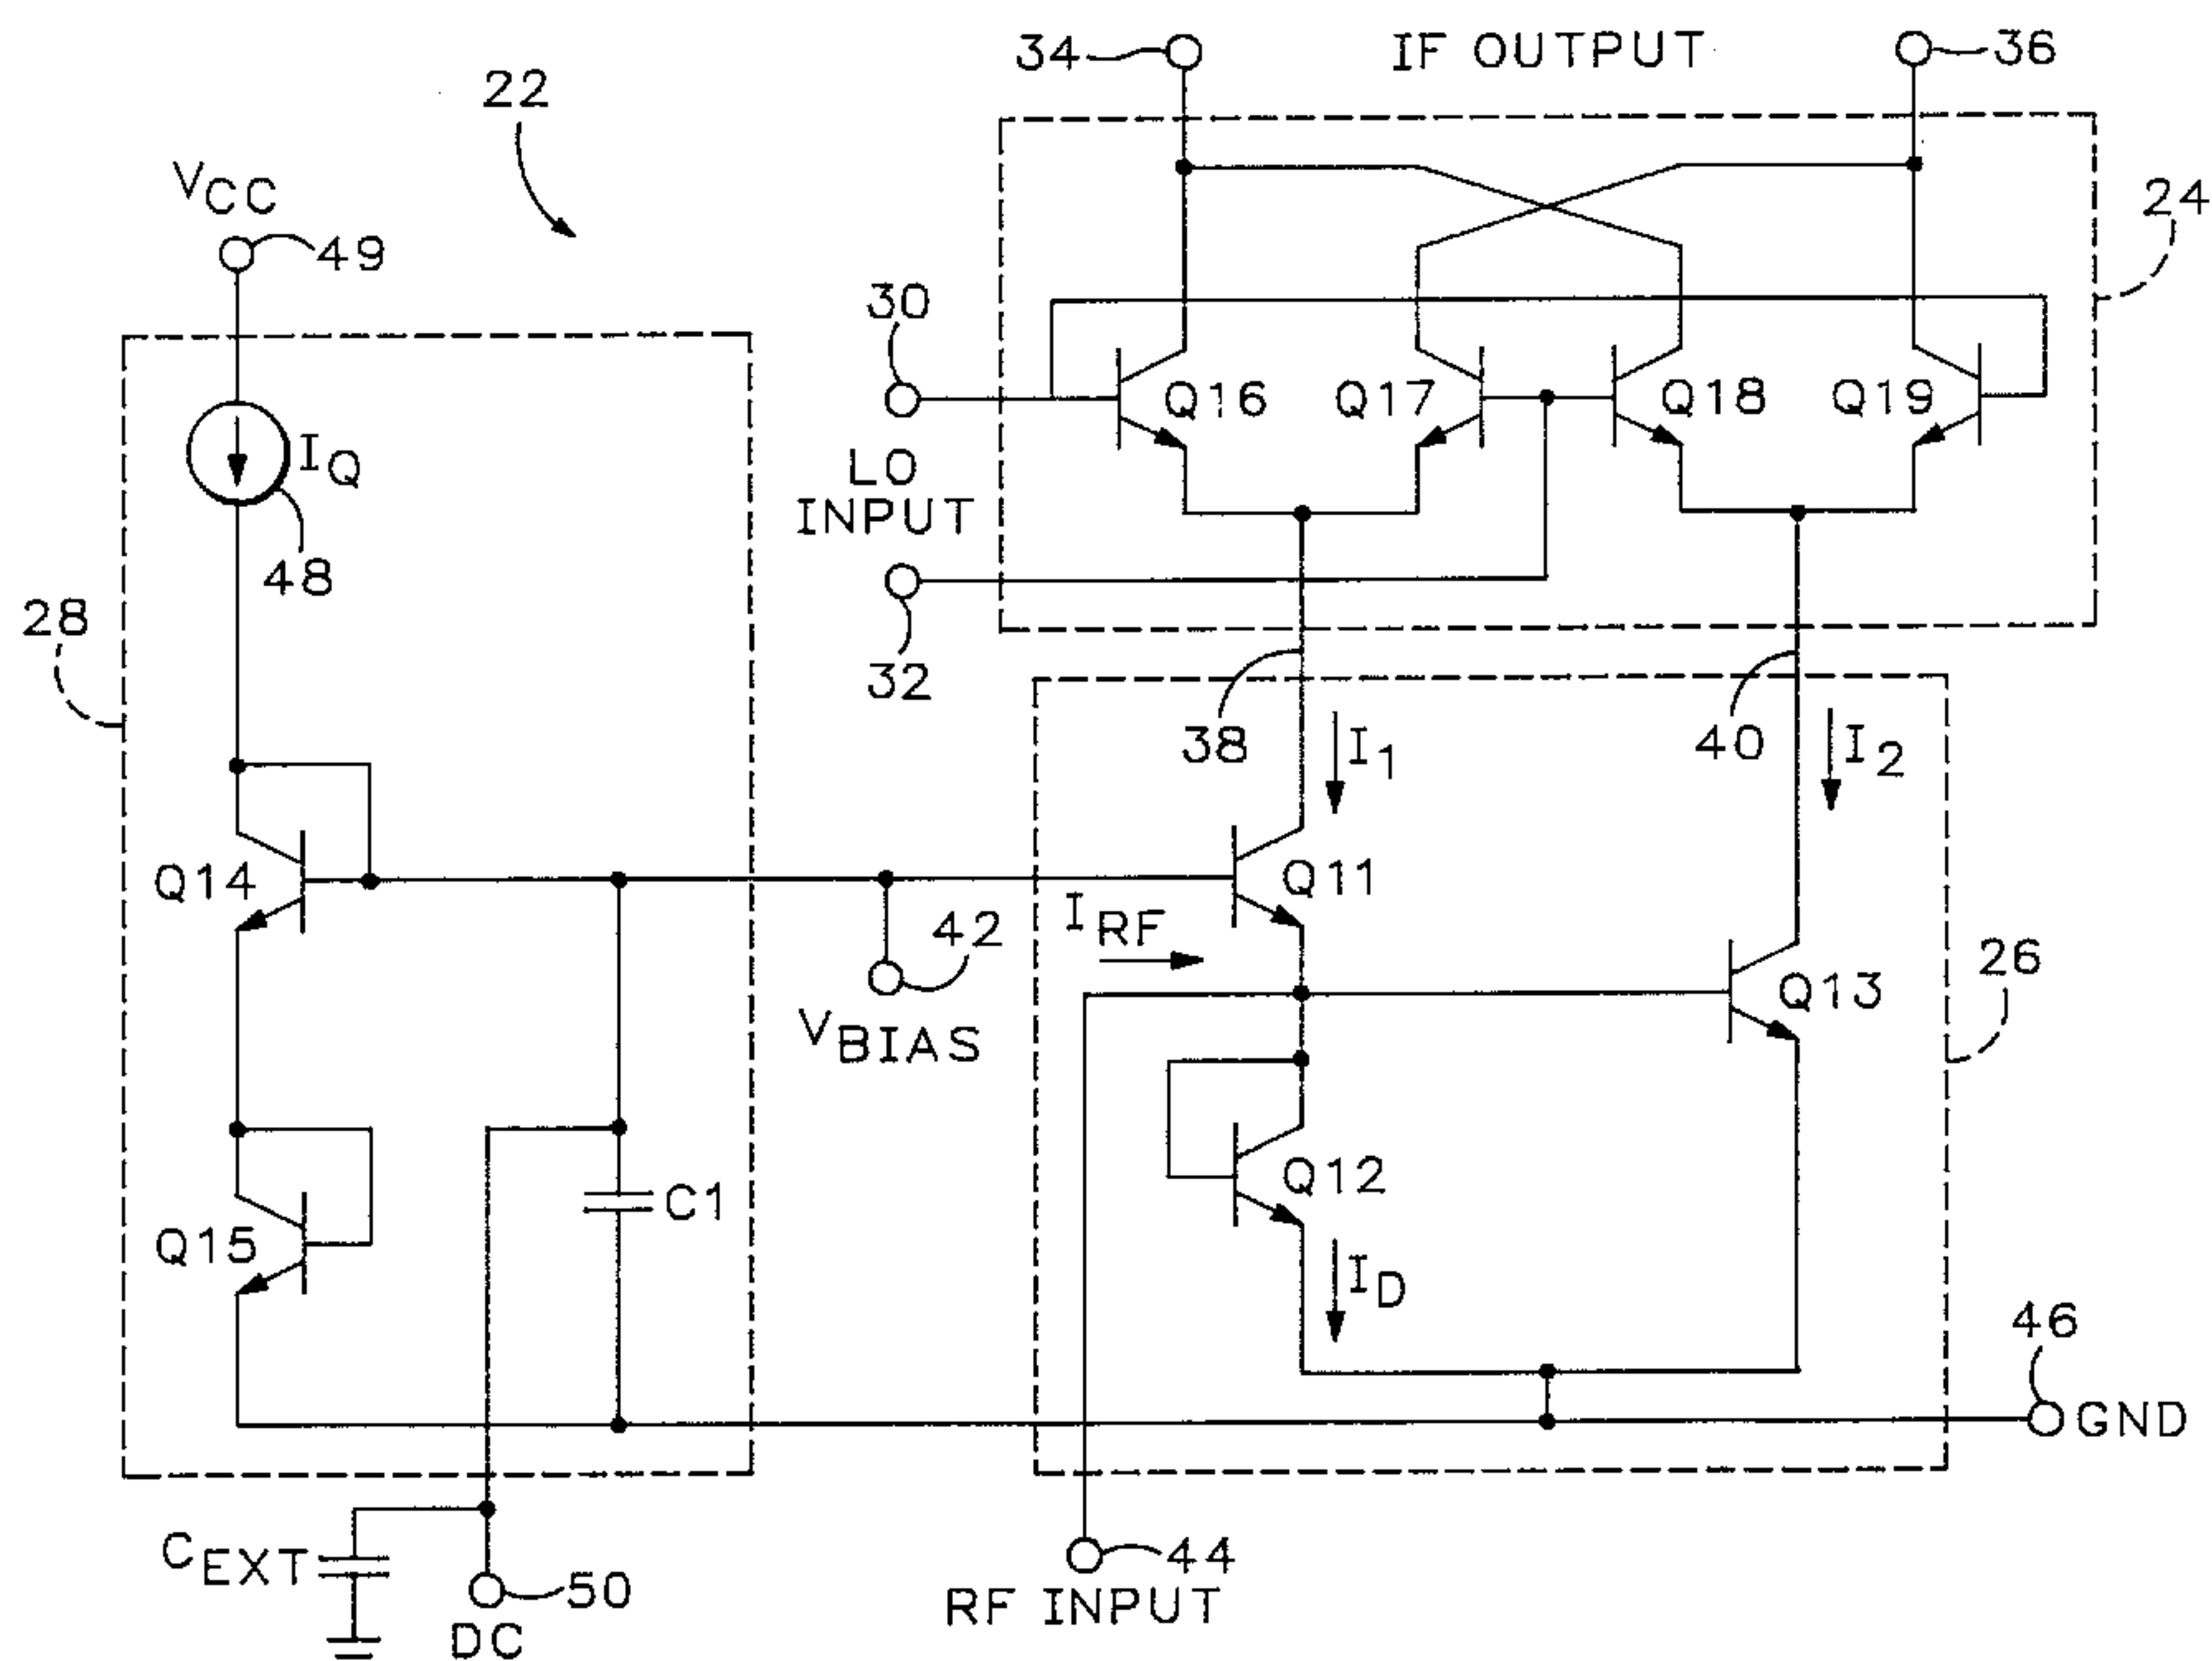 34
IF OUTPUT
36
22
24
VCC
49
30
Q16
Q17
Q18
Q19
IQ
LO
INPUT
48
28
32
38
I1
40
I2
Q14
Q11
IRF
42
26
Q13
VBIAS
Q12
C1
Q15
ID
46
GND
CEXT
44
50
RF INPUT
DC